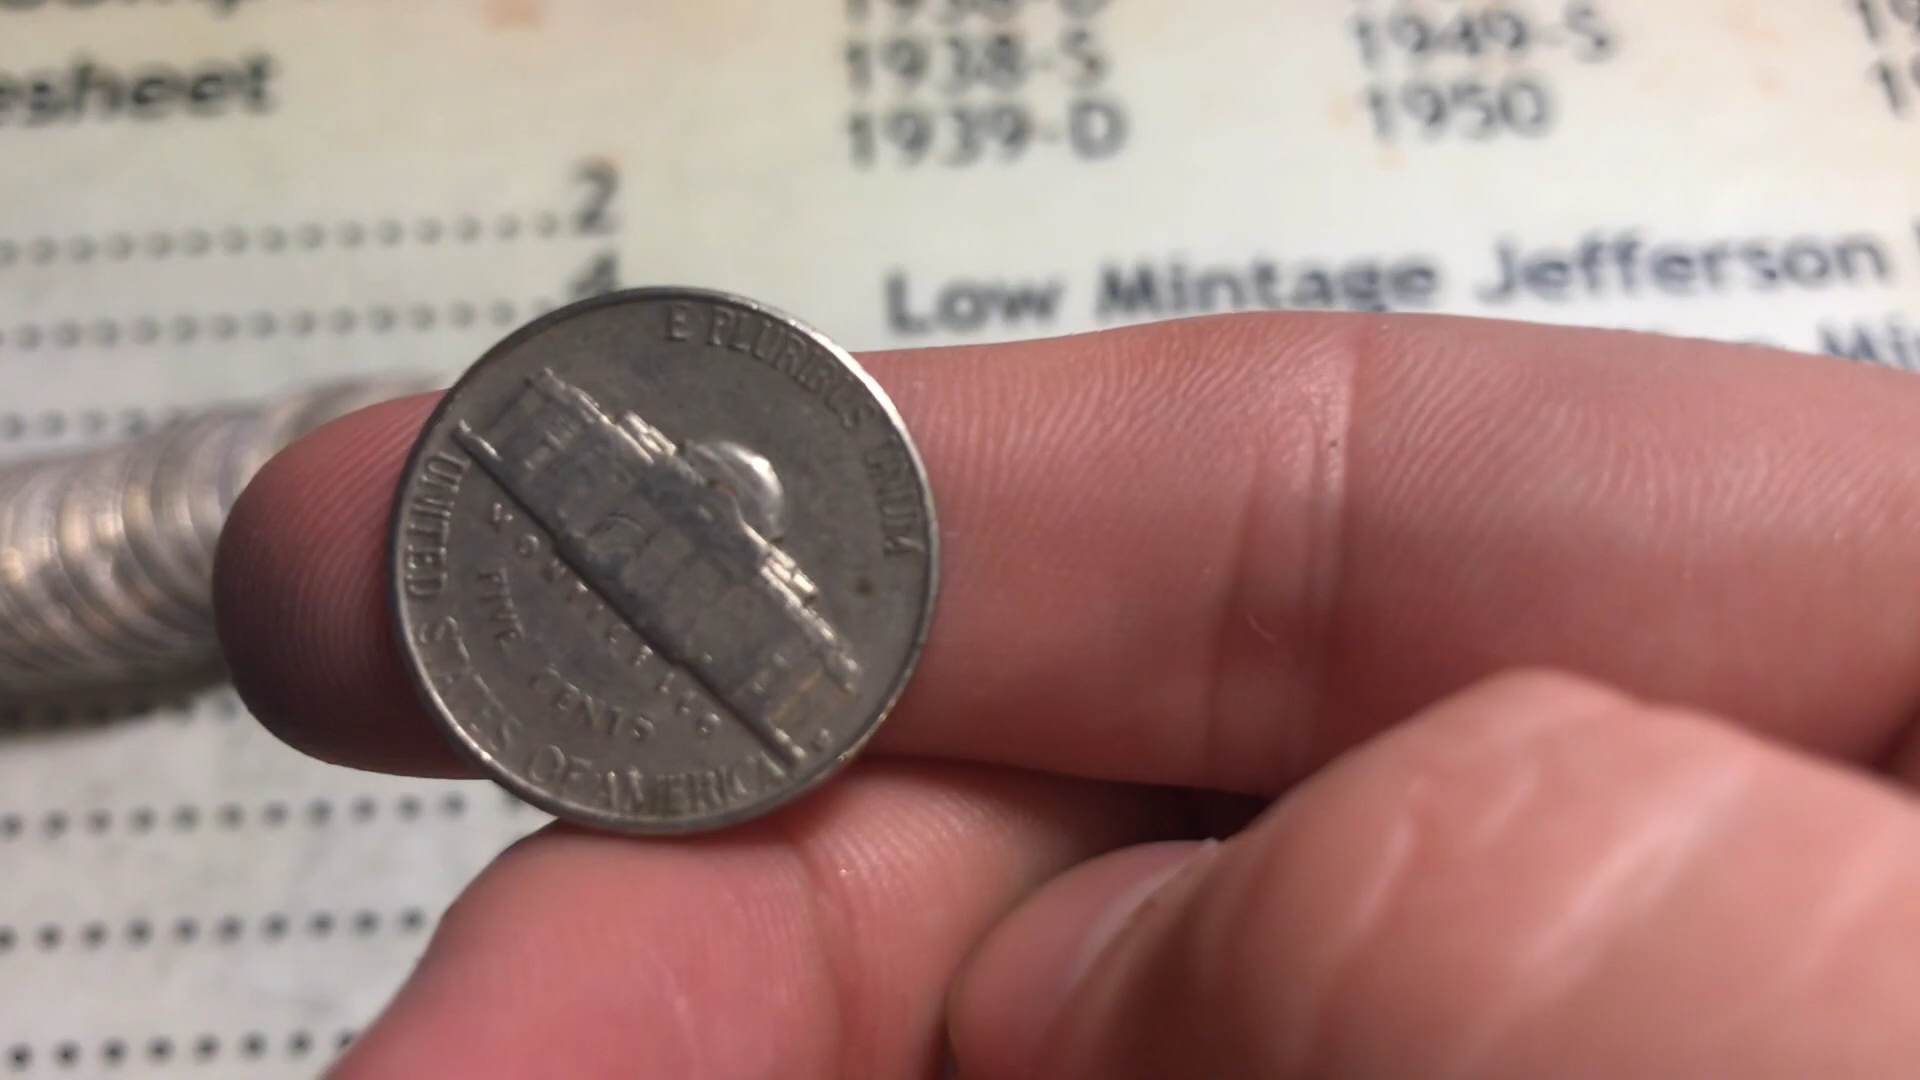 esheet
2
4
1938-S
1939-D
1949-S
1950
Low Mintage Jefferson
E PLURIBUS UNUM
MONTICELLO
FIVE CENTS
UNITED STATES OF AMERICA